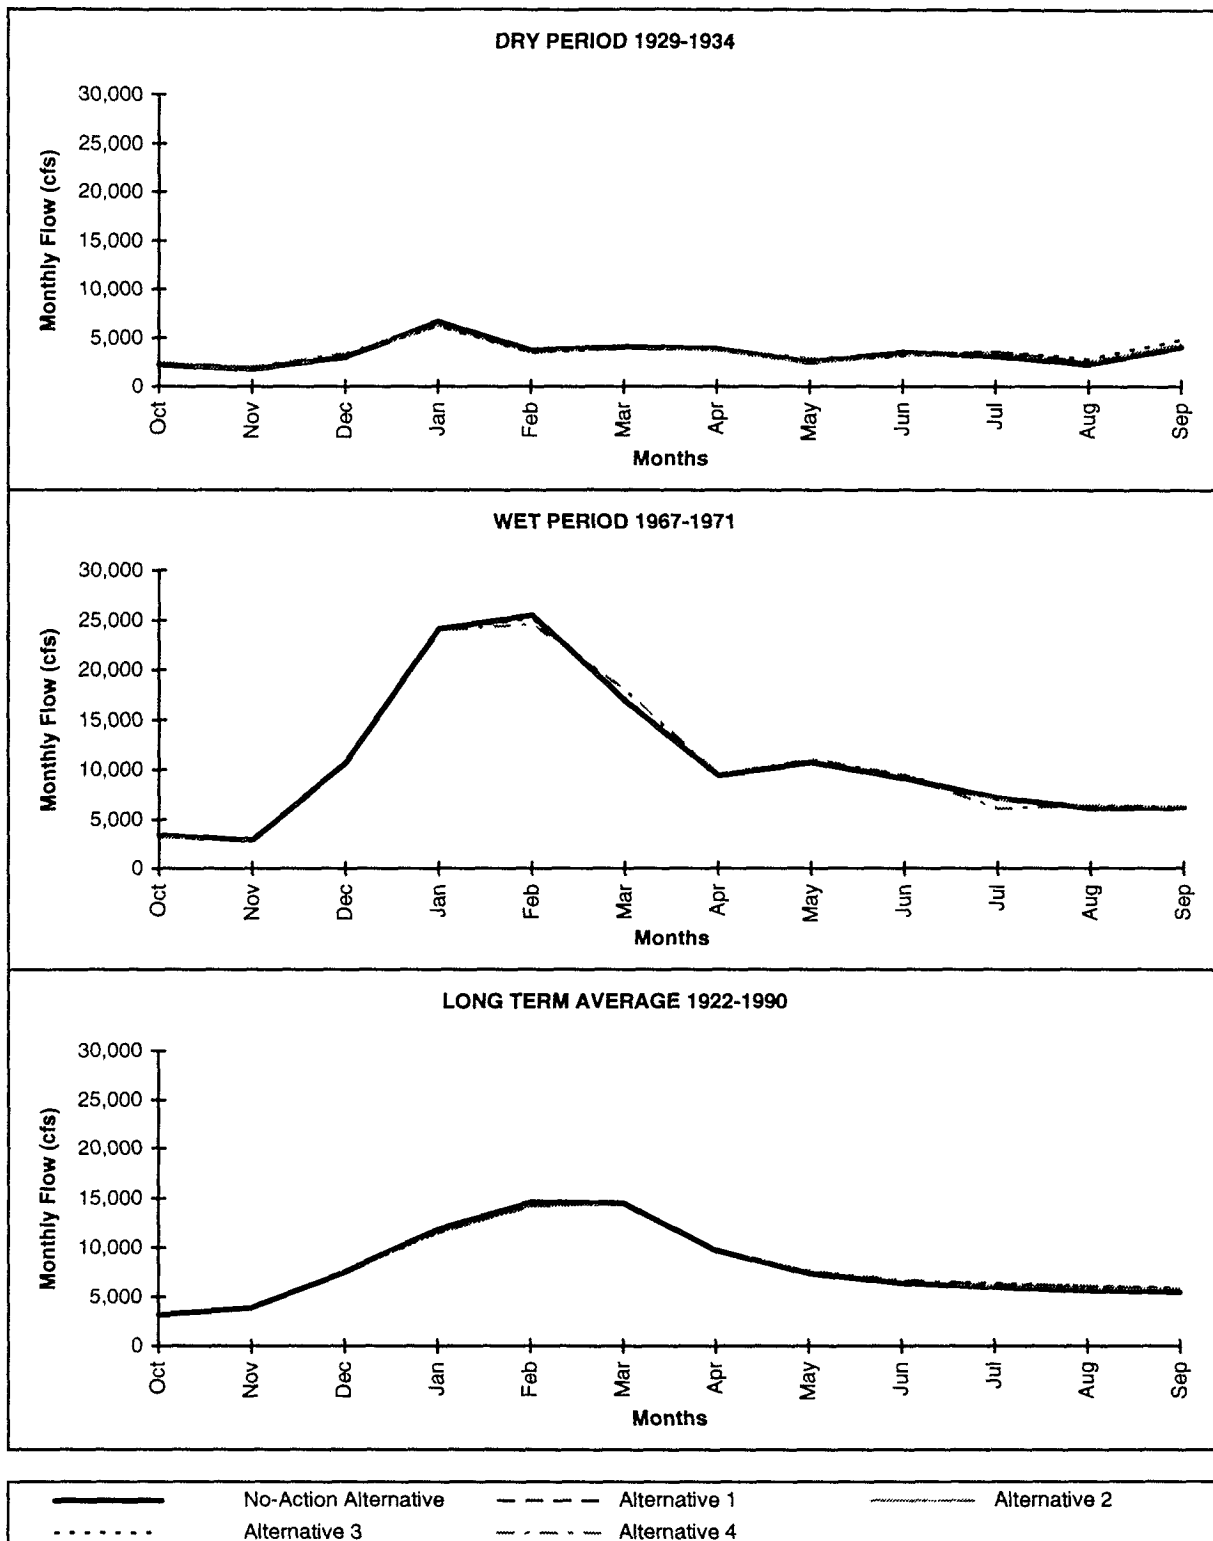 DRY PERIOD 1929-1934
30,000
25,000
20,000
15,000
10,000
5,000
0
Monthly Flow (cfs)
Oct
Nov
Dec
Jan
Feb
Mar
Apr
May
Jun
Jul
Aug
Sep
Months
WET PERIOD 1967-1971
30,000
25,000
20,000
15,000
10,000
5,000
0
Monthly Flow (cfs)
Oct
Nov
Dec
Jan
Feb
Mar
Apr
May
Jun
Jul
Aug
Sep
Months
LONG TERM AVERAGE 1922-1990
30,000
25,000
20,000
15,000
10,000
5,000
0
Monthly Flow (cfs)
Oct
Nov
Dec
Jan
Feb
Mar
Apr
May
Jun
Jul
Aug
Sep
Months
No-Action Alternative
Alternative 1
Alternative 2
Alternative 3
Alternative 4